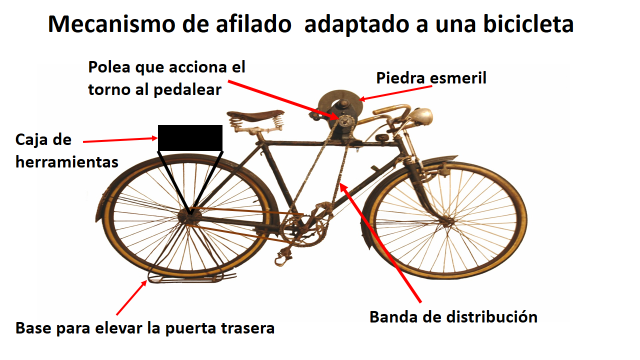 Mecanismo de afilado adaptado a una bicicleta
Polea que acciona el
torno al pedalear
Piedra esmeril
Caja de
herramientas
Banda de distribución
Base para elevar la puerta trasera